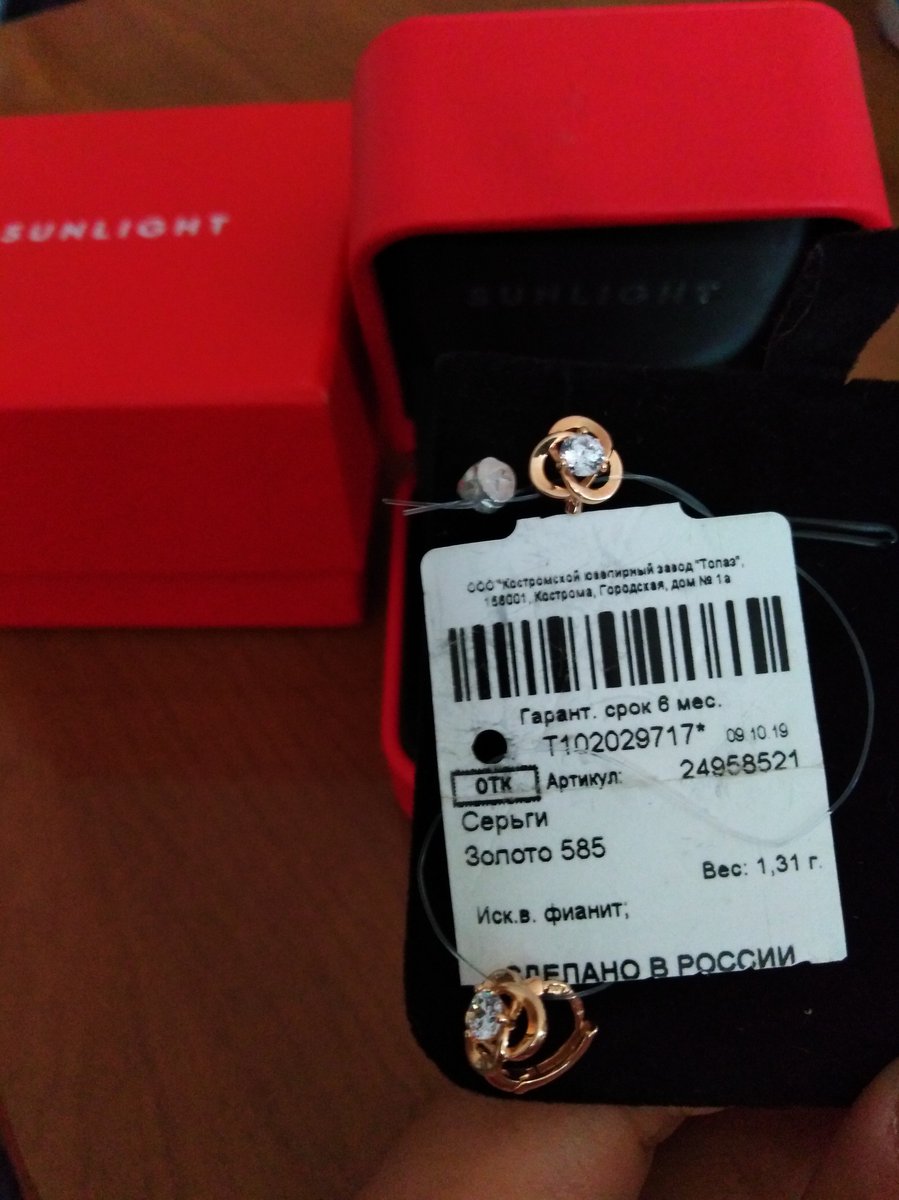 SUNLIGHT
SUNLIGHT
ООО "Костромской ювелирный завод "Топаз",
156001, Кострома, Городская, дом № 1а
Гарант. срок 6 мес.
Т102029717* 09.10.19
ОТК Артикул: 24958521
Серьги
Золото 585
Вес: 1,31 г.
Иск.в. фианит;
СДЕЛАНО В РОССИИ